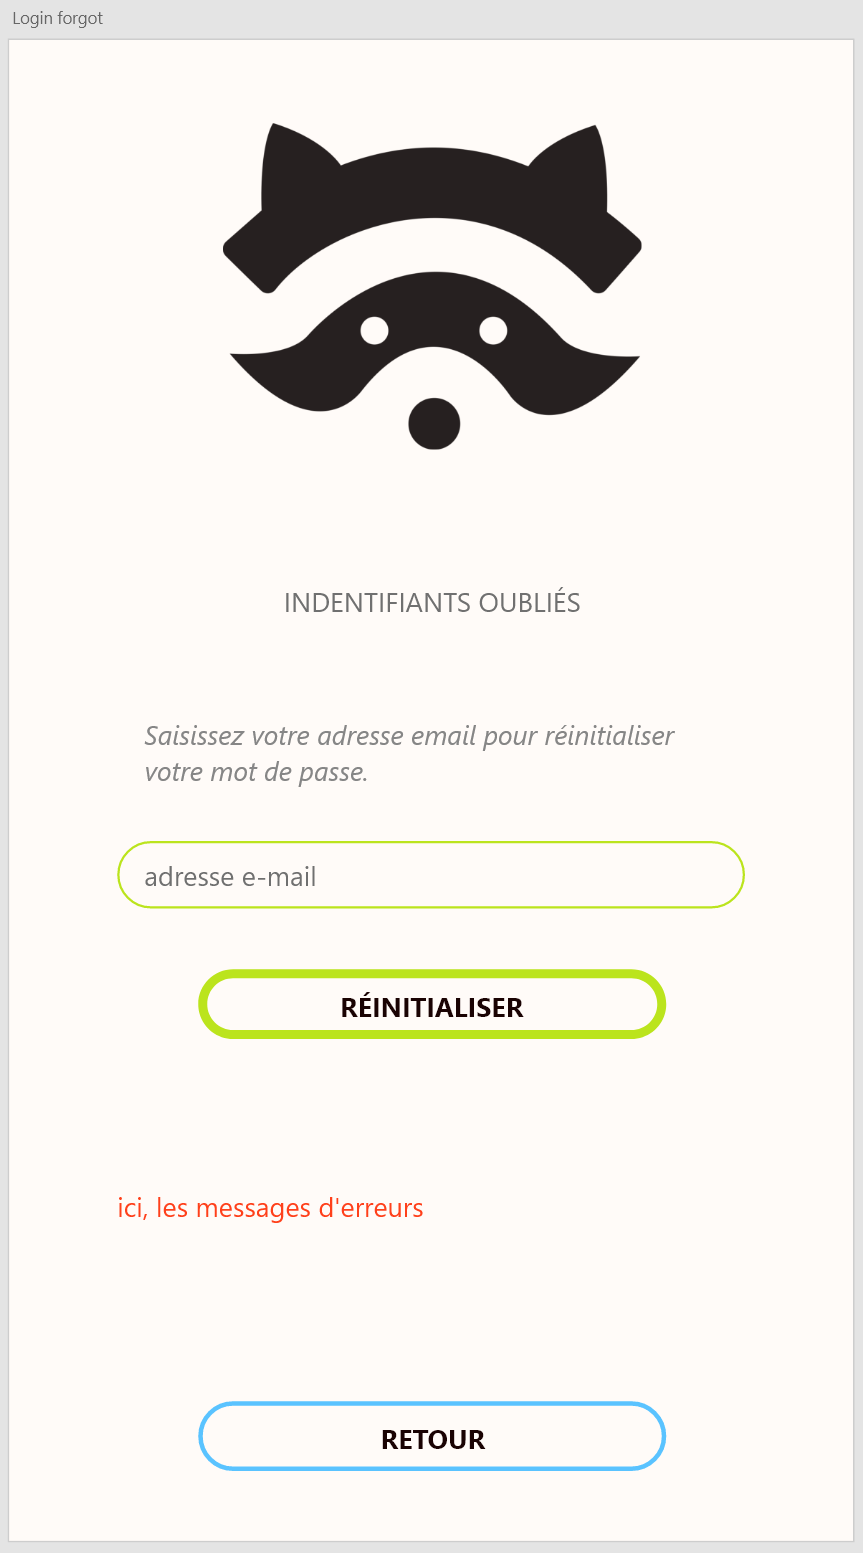 Login forgot
INDENTIFIANTS OUBLIÉS
Saisissez votre adresse email pour réinitialiser
votre mot de passe.
adresse e-mail
RÉINITIALISER
ici, les messages d'erreurs
RETOUR